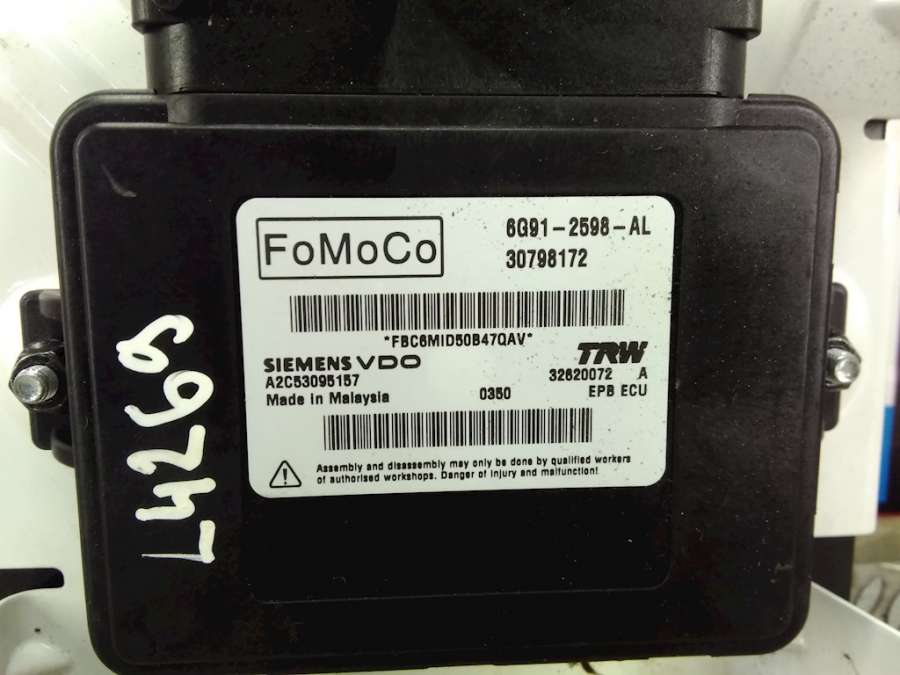 FoMoCo
6G91-2598-AL
30798172
*FBC6MID50B47QAV*
SIEMENS VDO
TRW
A2C53095157
32620072 A
Made in Malaysia
0350
EPB ECU
Assembly and disassembly may only be done by qualified workers
of authorised workshops. Danger of injury and malfunction!
L4269